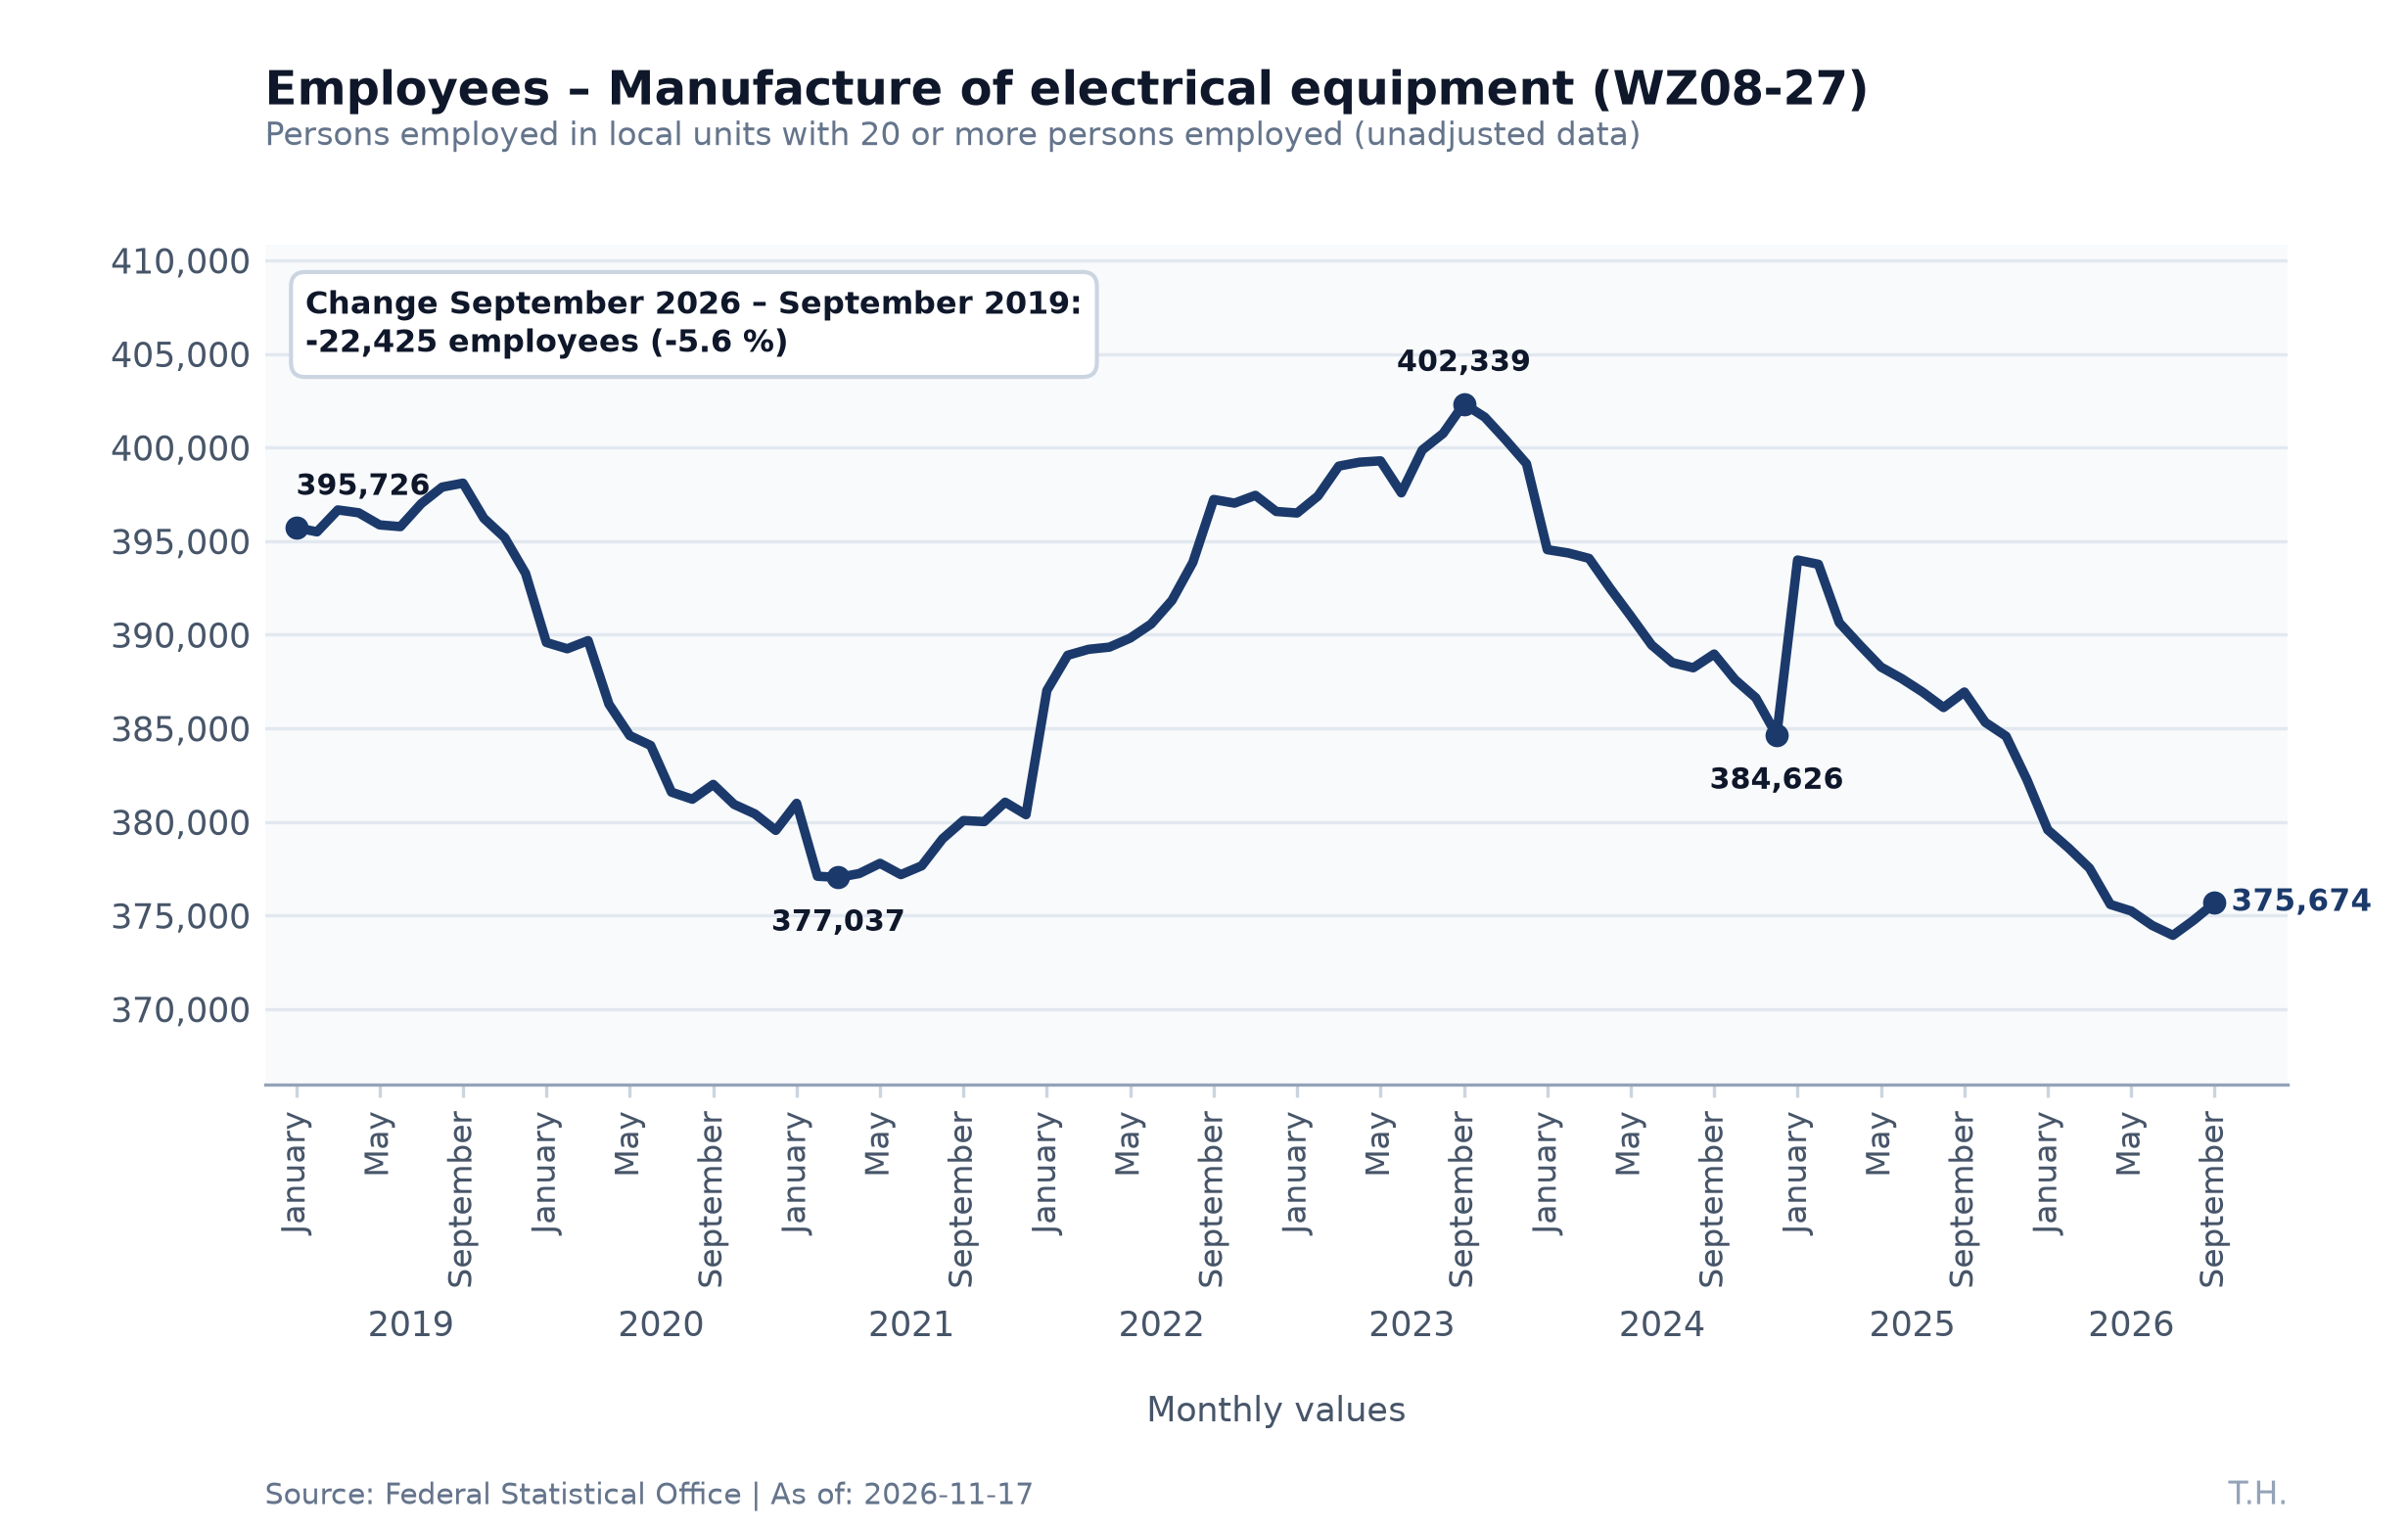 Employees – Manufacture of electrical equipment (WZ08-27)
Persons employed in local units with 20 or more persons employed (unadjusted data)
410,000
405,000
400,000
395,000
390,000
385,000
380,000
375,000
370,000
Change September 2026 – September 2019:
-22,425 employees (-5.6 %)
395,726
377,037
402,339
384,626
375,674
January
May
September
January
May
September
January
May
September
January
May
September
January
May
September
January
May
September
January
May
September
January
May
September
2019
2020
2021
2022
2023
2024
2025
2026
Monthly values
Source: Federal Statistical Office | As of: 2026-11-17
T.H.